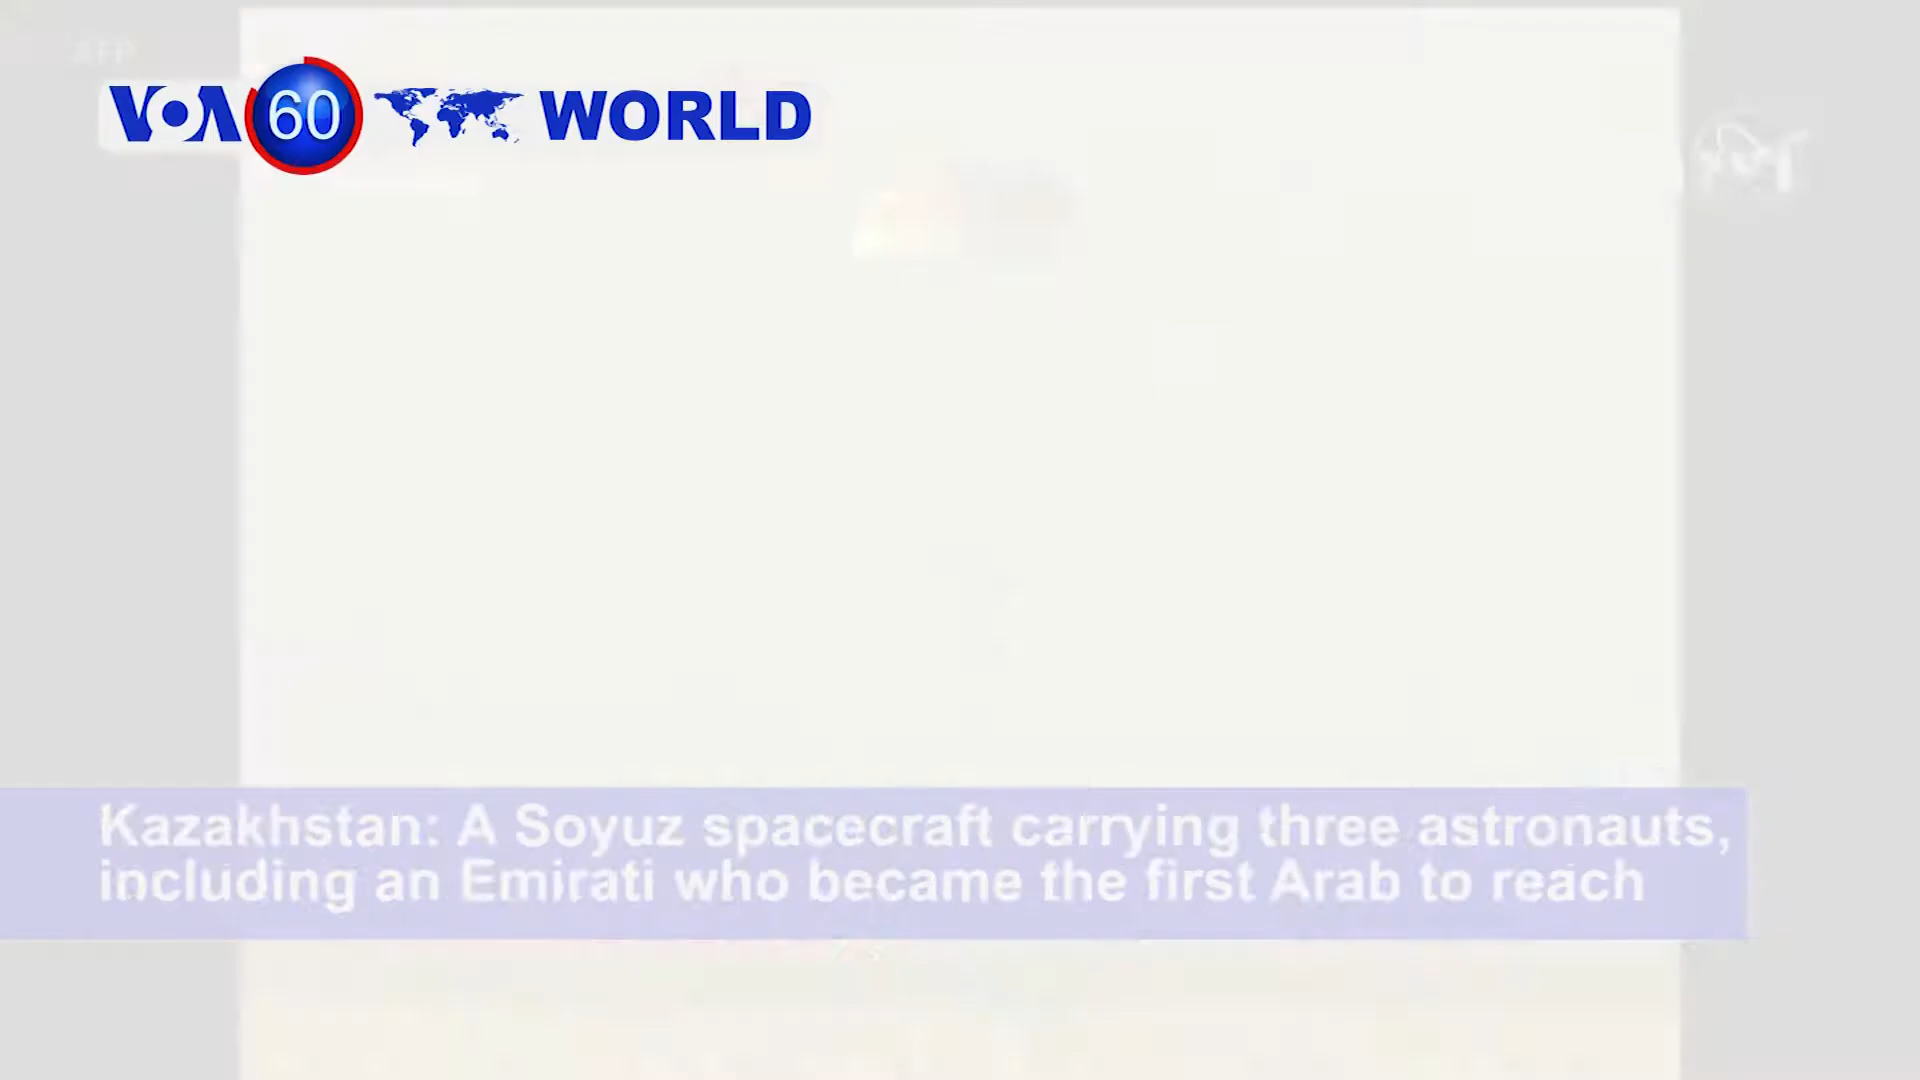 AFP
VOA 60 WORLD
Kazakhstan: A Soyuz spacecraft carrying three astronauts,
including an Emirati who became the first Arab to reach